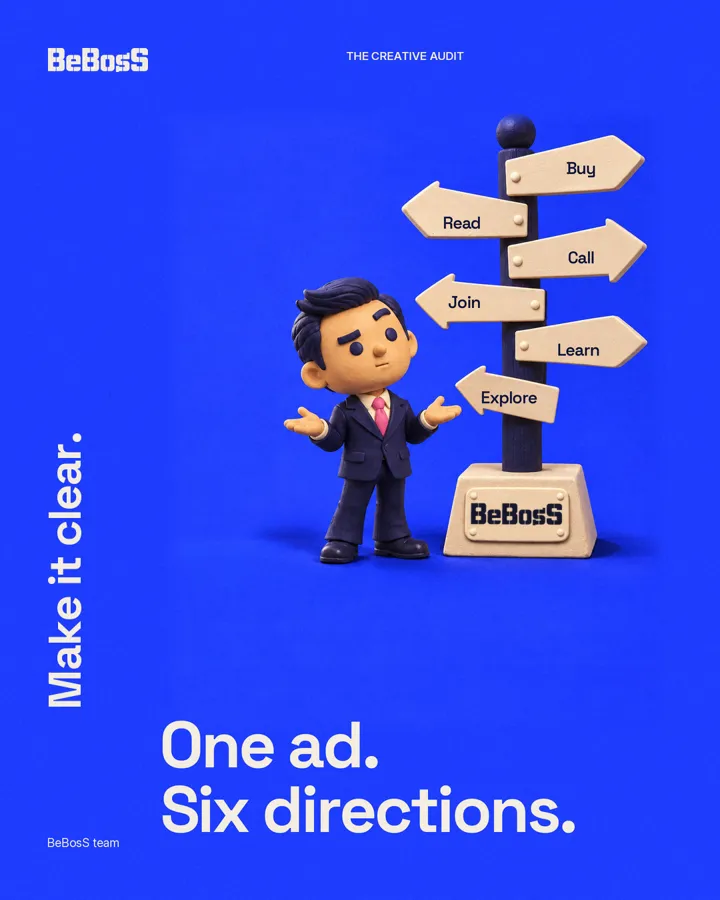 BeBosS
THE CREATIVE AUDIT
Buy
Read
Call
Join
Learn
Explore
BeBosS
Make it clear.
One ad.
Six directions.
BeBosS team